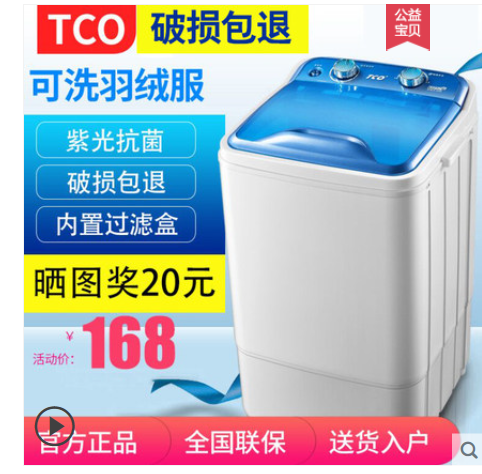 TCO 破损包退
公益
宝贝
可洗羽绒服
TCO
紫光抗菌
破损包退
内置过滤盒
晒图奖20元
¥
活动价: 168
官方正品 全国联保 送货入户